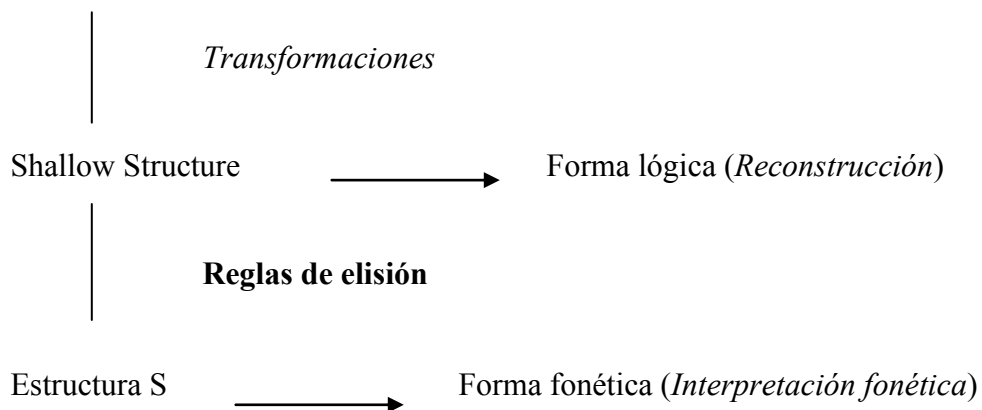 Transformaciones
Shallow Structure Forma lógica (Reconstrucción)
Reglas de elisión
Estructura S Forma fonética (Interpretación fonética)